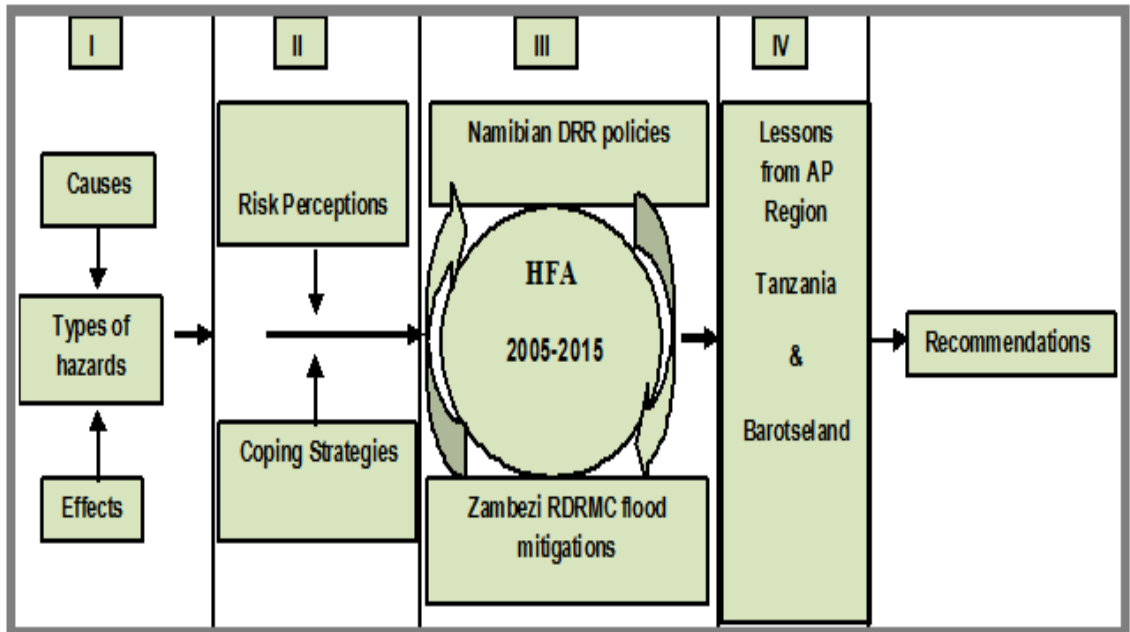 I
II
III
IV
Causes
Types of
hazards
Effects
Risk Perceptions
Coping Strategies
Namibian DRR policies
HFA
2005-2015
Zambezi RDRMC flood
mitigations
Lessons
from AP
Region
Tanzania
&
Barotseland
Recommendations